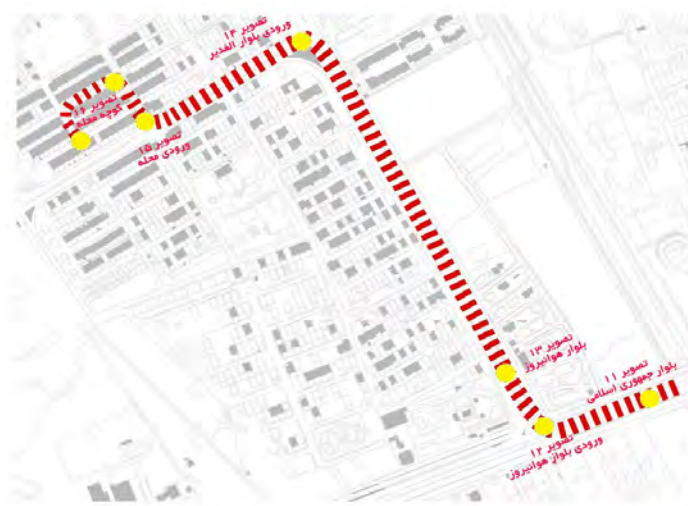 تصویر ۱۱
بلوار جمهوری اسلامی
تصویر ۱۲
ورودی بلوار هوانیروز
تصویر ۱۳
بلوار هوانیروز
تصویر ۱۴
ورودی بلوار الغدیر
تصویر ۱۵
ورودی محله
تصویر ۱۶
کوچه محله